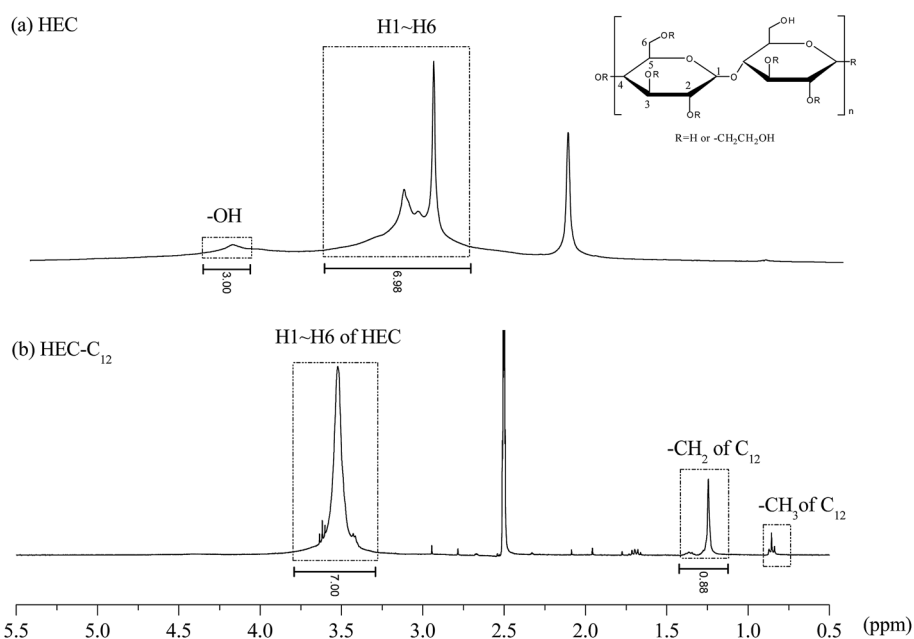 (a) HEC
H1~H6
-OH
3.00
6.98
6
OR
OH
5
O
O
1
OR
4
OR
O
OR
R
3
2
OR
OR
n
R=H or -CH₂CH₂OH
(b) HEC-C₁₂
H1~H6 of HEC
-CH₂ of C₁₂
-CH₃of C₁₂
7.00
0.88
5.5 5.0 4.5 4.0 3.5 3.0 2.5 2.0 1.5 1.0 0.5 (ppm)